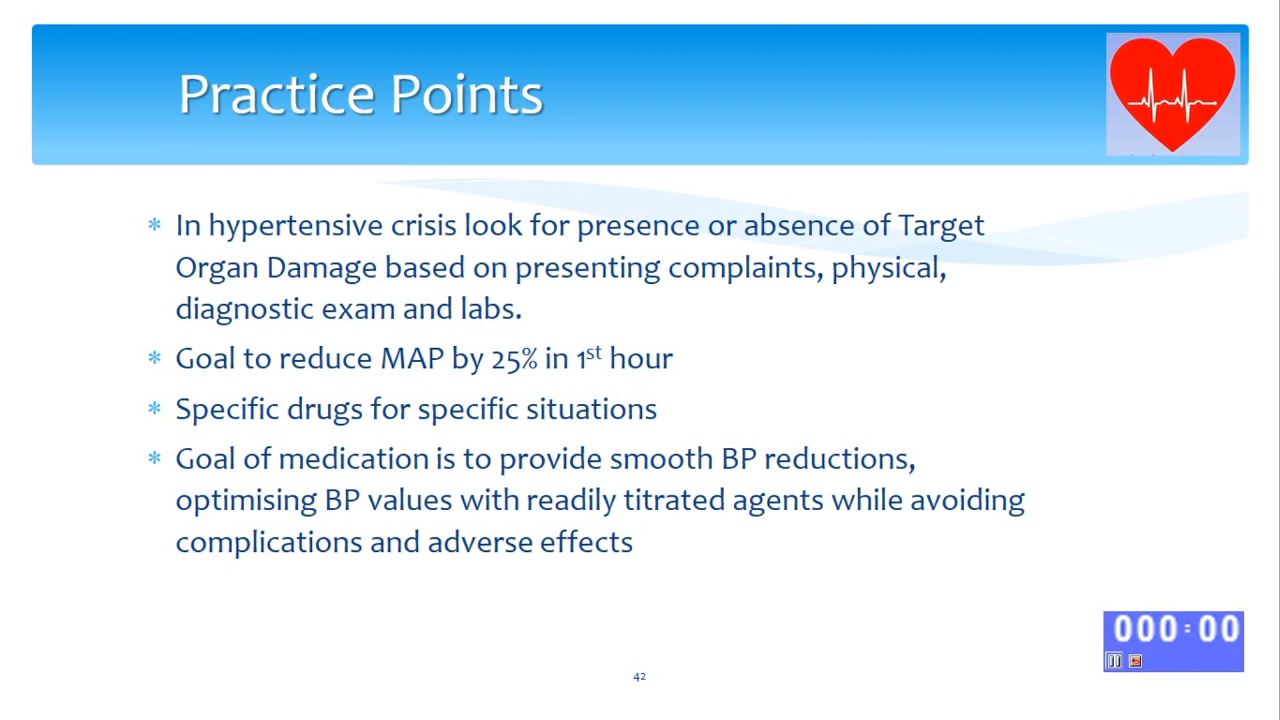 Practice Points
* In hypertensive crisis look for presence or absence of Target
Organ Damage based on presenting complaints, physical,
diagnostic exam and labs.
* Goal to reduce MAP by 25% in 1st hour
* Specific drugs for specific situations
* Goal of medication is to provide smooth BP reductions,
optimising BP values with readily titrated agents while avoiding
complications and adverse effects
000:00
42